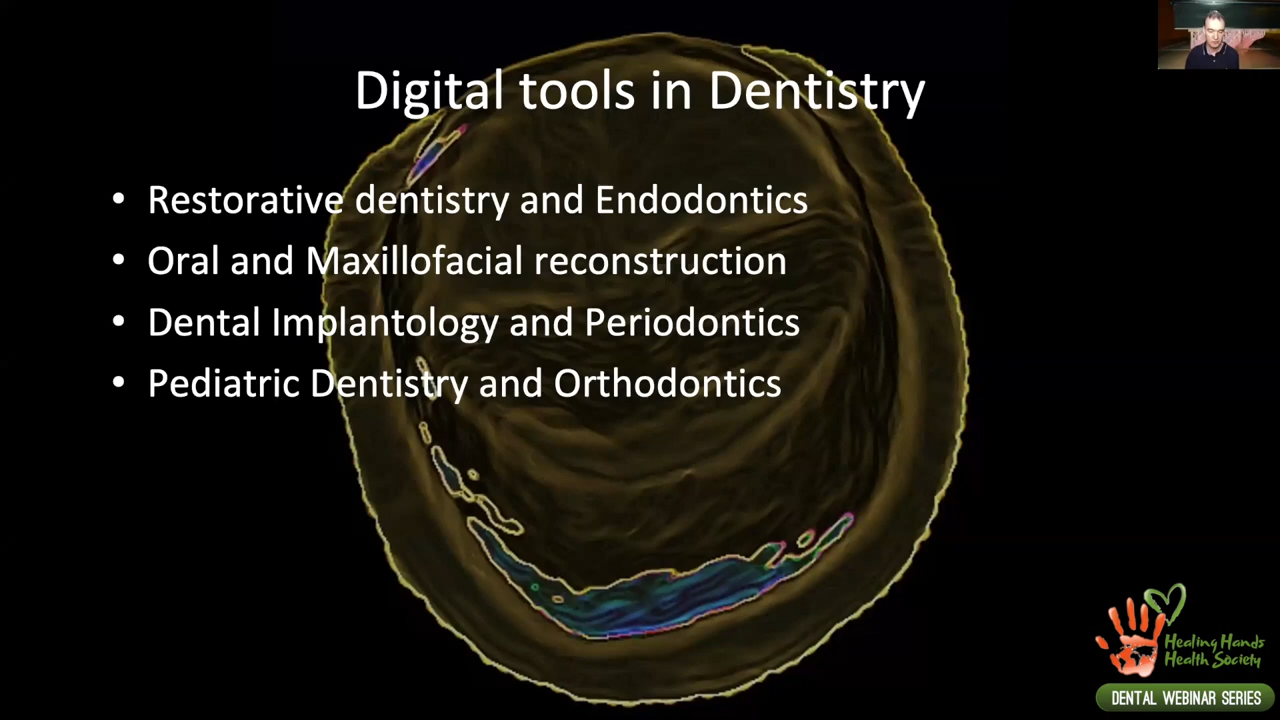 Digital tools in Dentistry
• Restorative dentistry and Endodontics
• Oral and Maxillofacial reconstruction
• Dental Implantology and Periodontics
• Pediatric Dentistry and Orthodontics
Healing Hands
Health Society
DENTAL WEBINAR SERIES